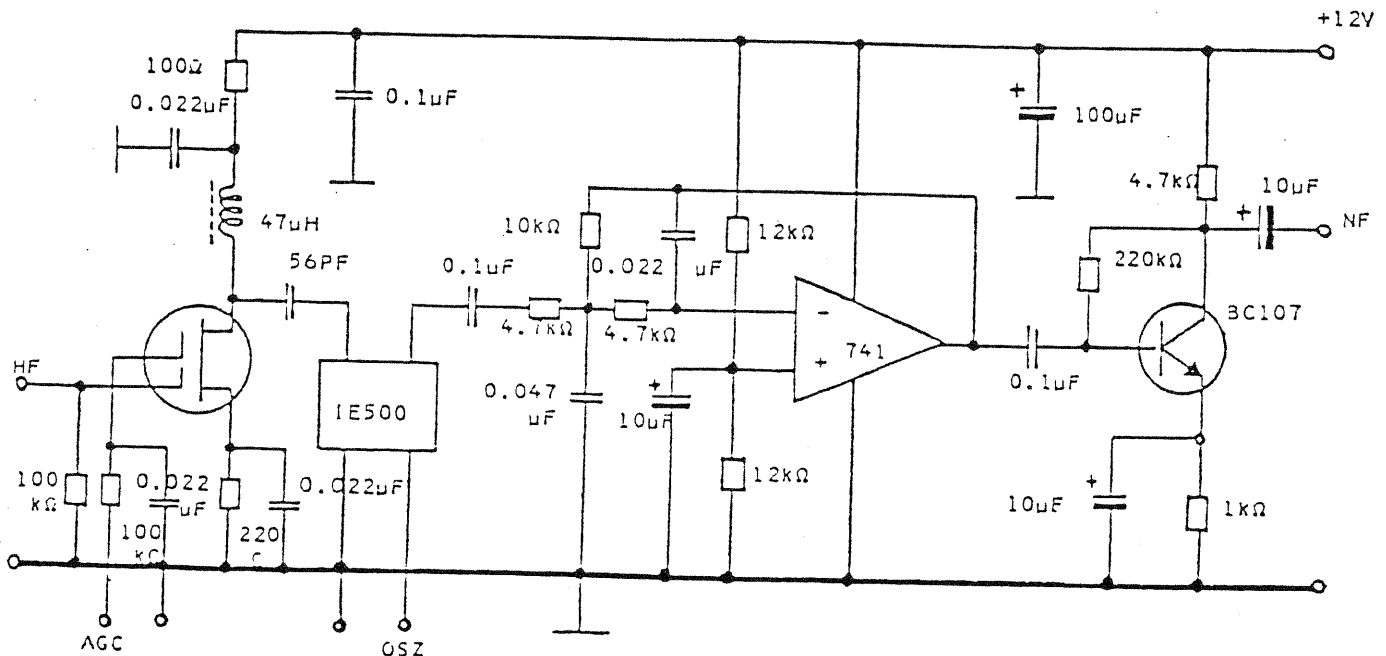 +12V
100Ω
0.022uF
0.1uF
100uF
4.7kΩ
10uF
NF
47uH
10kΩ
12kΩ
220kΩ
56PF
0.1uF
0.022
uF
4.7kΩ
4.7kΩ
BC107
-
+
741
HF
0.1uF
IE500
0.047
uF
10uF
100
kΩ
0.022
uF
0.022uF
12kΩ
10uF
1kΩ
100
220
AGC
OSZ